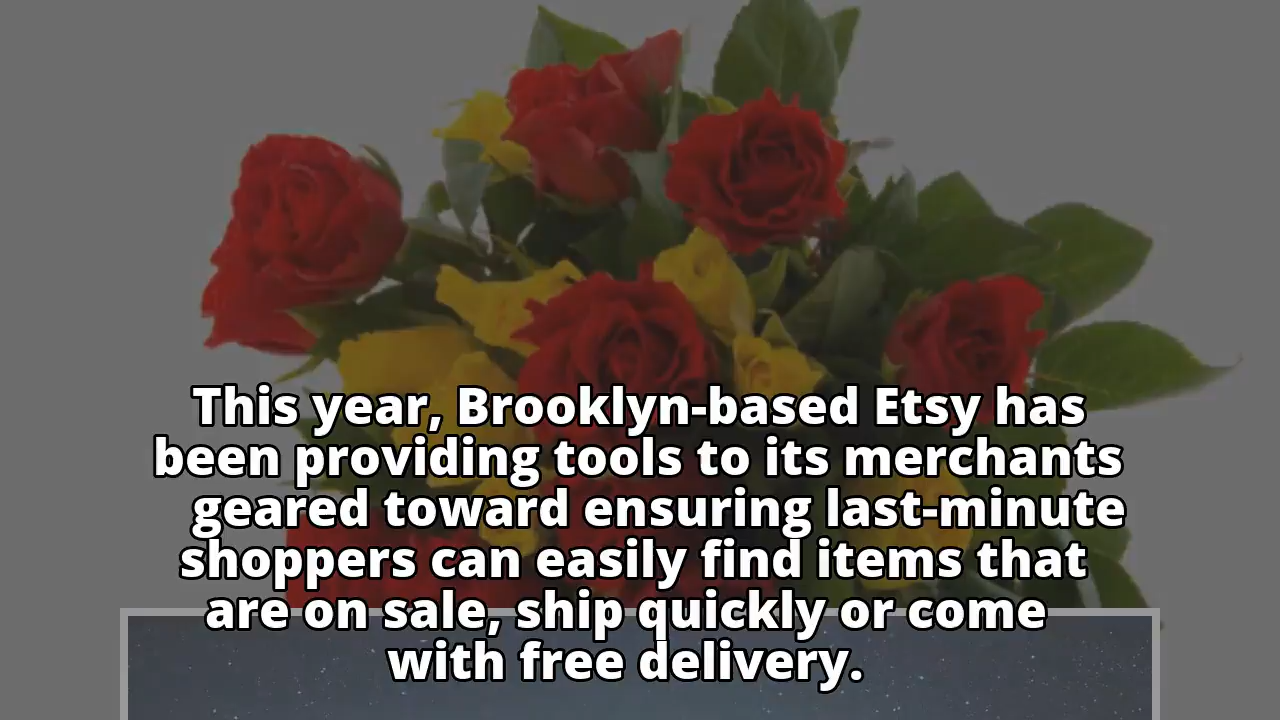 This year, Brooklyn-based Etsy has
been providing tools to its merchants
geared toward ensuring last-minute
shoppers can easily find items that
are on sale, ship quickly or come
with free delivery.